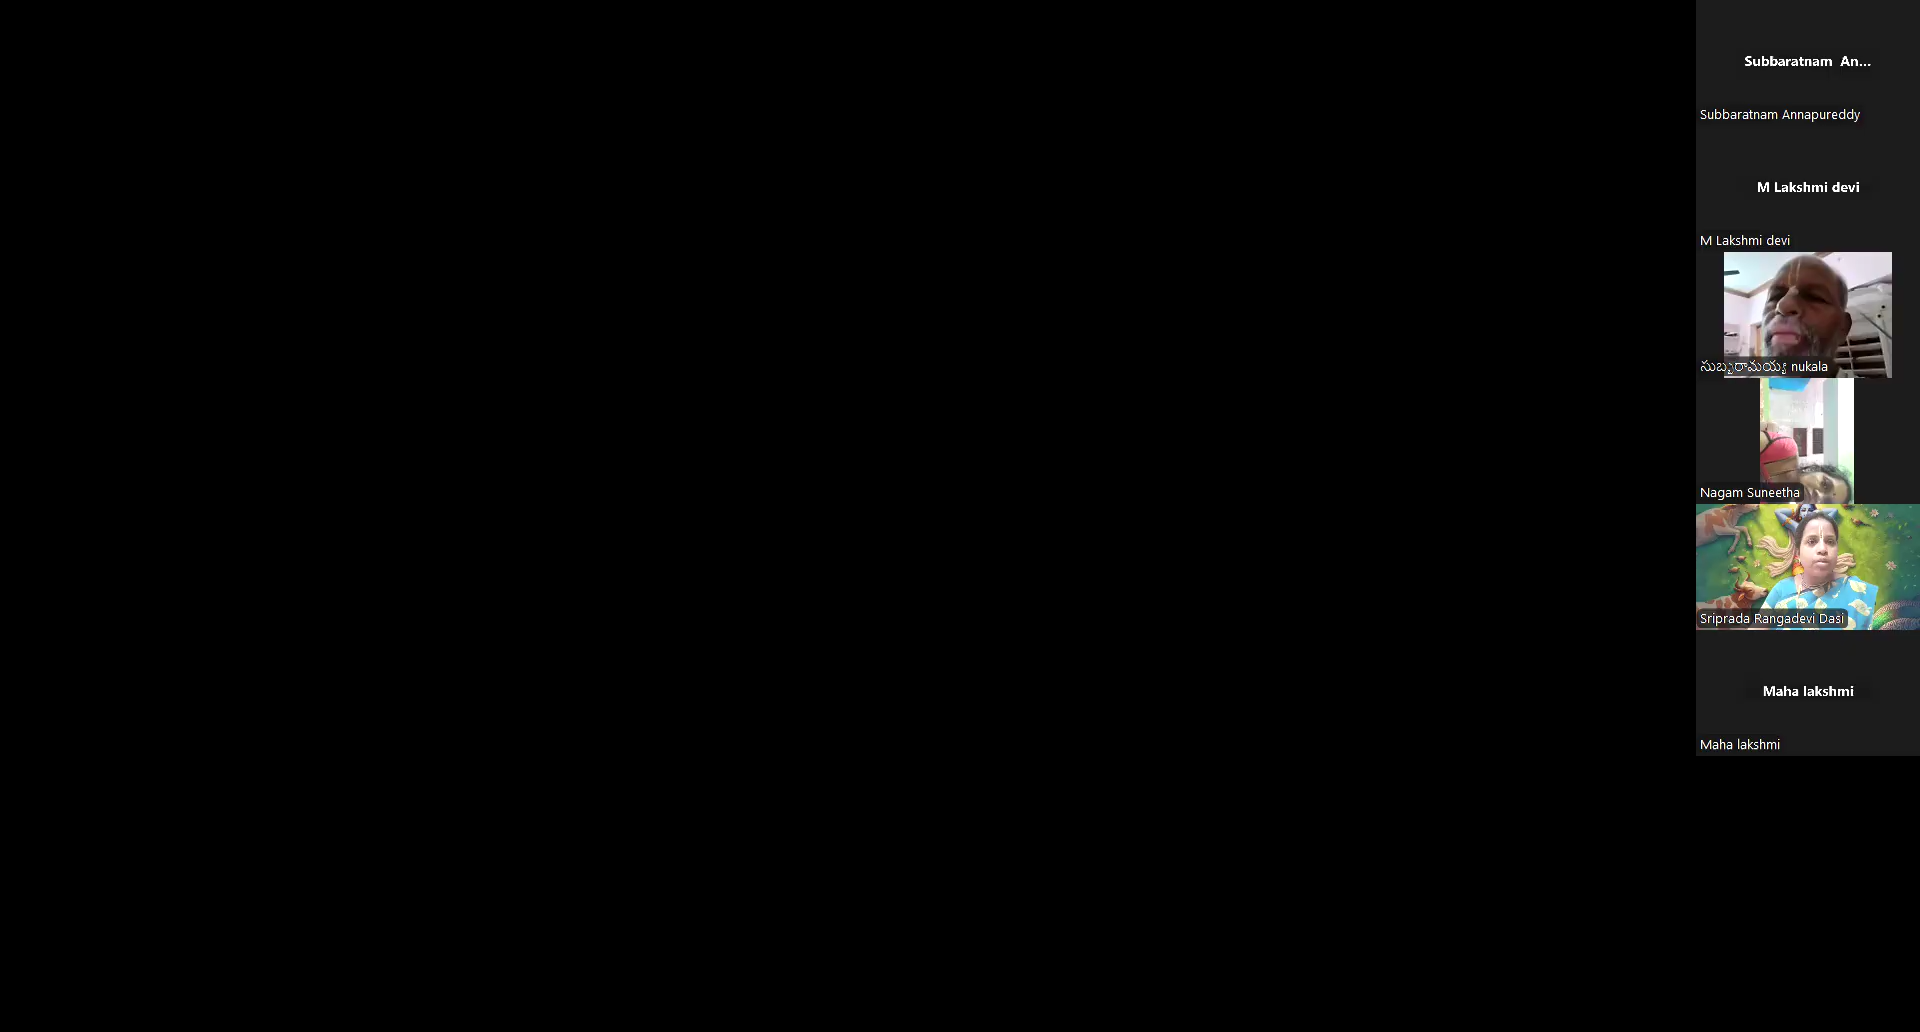 Subbaratnam An...
Subbaratnam Annapureddy
M Lakshmi devi
M Lakshmi devi
సుబ్బరామయ్య nukala
Nagam Suneetha
Sriprada Rangadevi Dasi
Maha lakshmi
Maha lakshmi